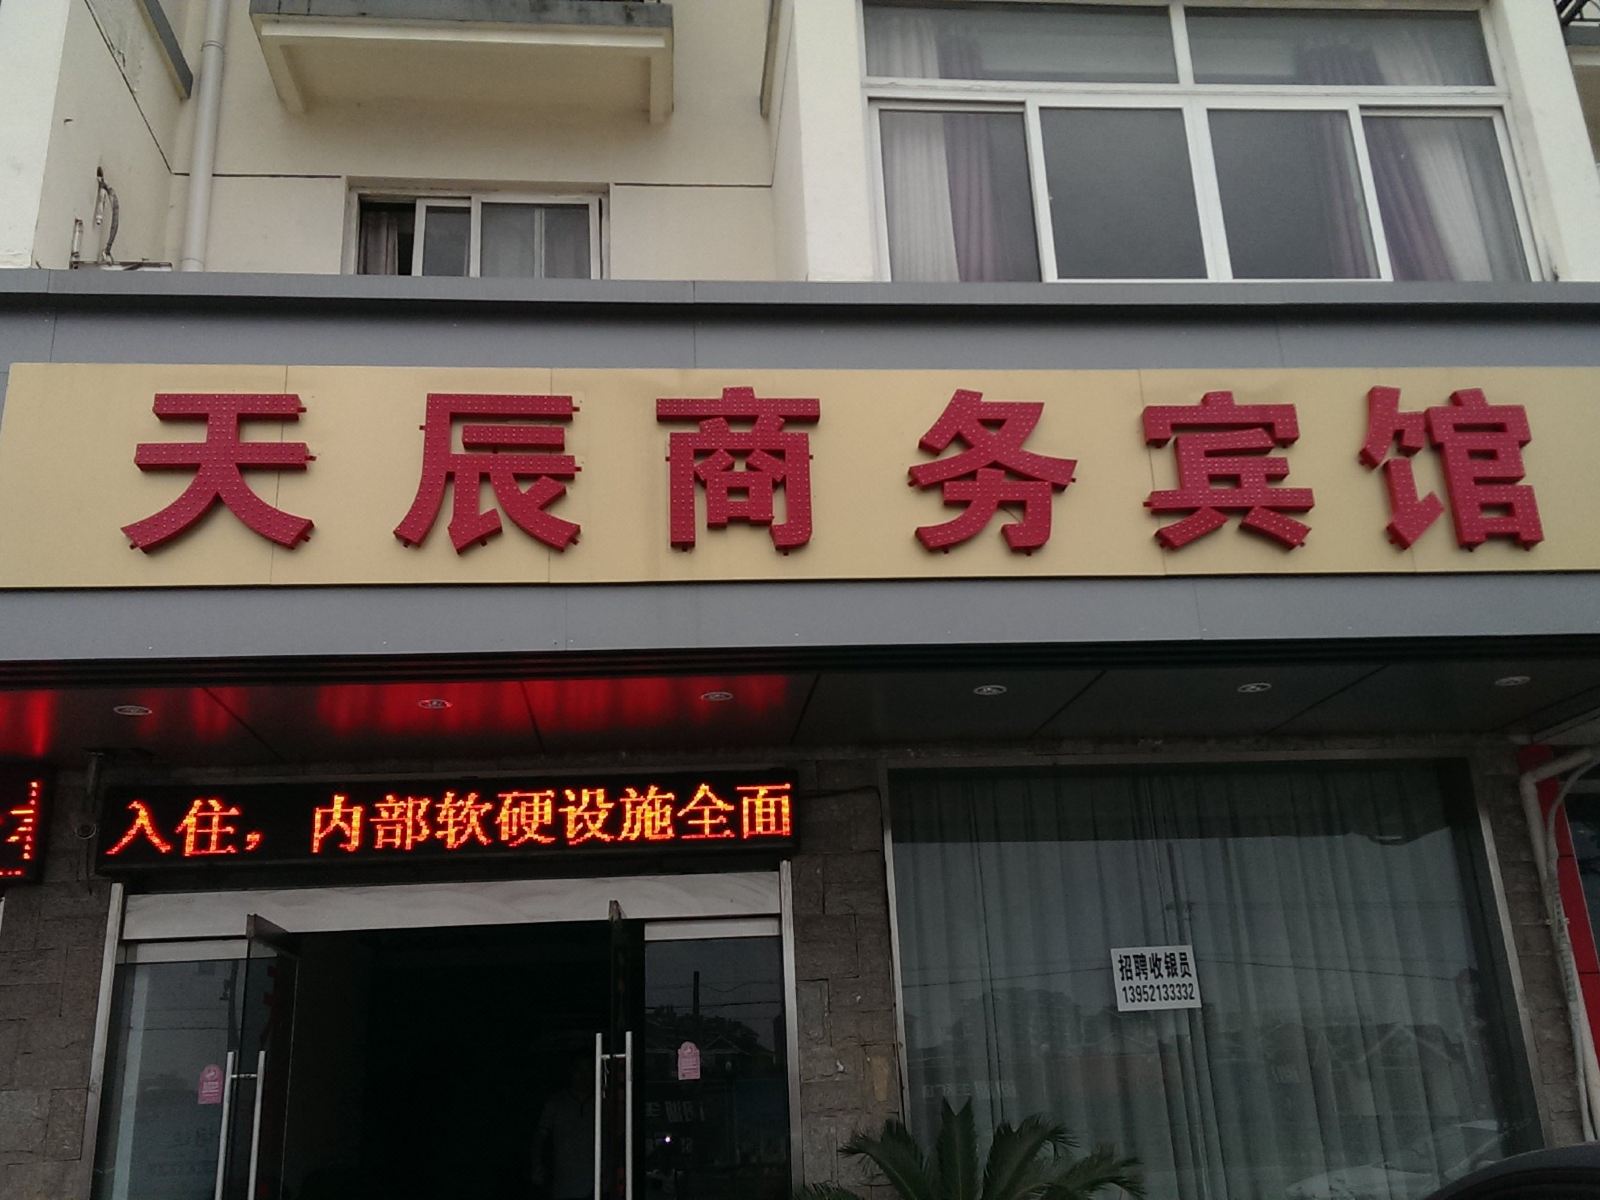 天辰商务宾馆
入住，内部软硬设施全面
招聘收银员
13952133332